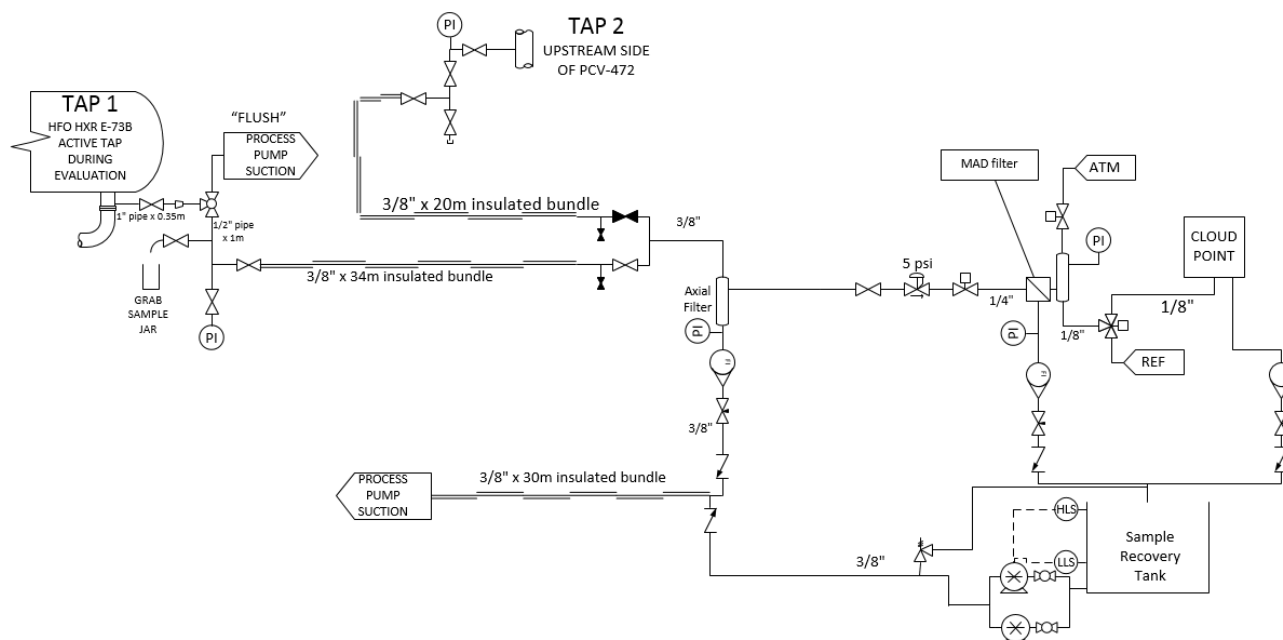 PI
TAP 2
UPSTREAM SIDE
OF PCV-472
TAP 1
HFO HXR E-73B
ACTIVE TAP
DURING
EVALUATION
"FLUSH"
PROCESS
PUMP
SUCTION
1" pipe x 0.35m
1/2" pipe
x 1m
GRAB
SAMPLE
JAR
PI
3/8" x 20m insulated bundle
3/8" x 34m insulated bundle
3/8"
Axial
Filter
PI
FI
3/8"
5 psi
1/4"
MAD filter
ATM
PI
1/8"
CLOUD
POINT
1/8"
REF
PI
FI
PROCESS
PUMP
SUCTION
3/8" x 30m insulated bundle
3/8"
HLS
LLS
Sample
Recovery
Tank